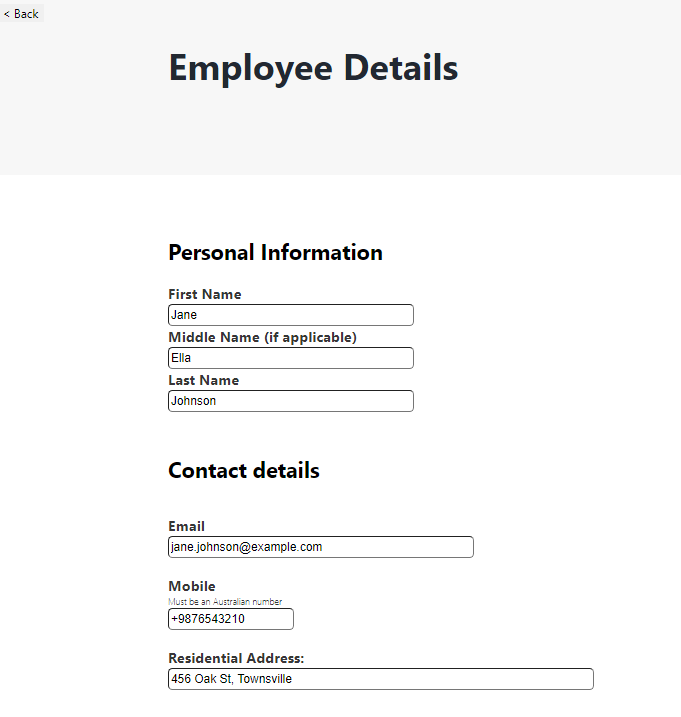 < Back
Employee Details
Personal Information
First Name
Jane
Middle Name (if applicable)
Ella
Last Name
Johnson
Contact details
Email
jane.johnson@example.com
Mobile
Must be an Australian number
+9876543210
Residential Address:
456 Oak St, Townsville